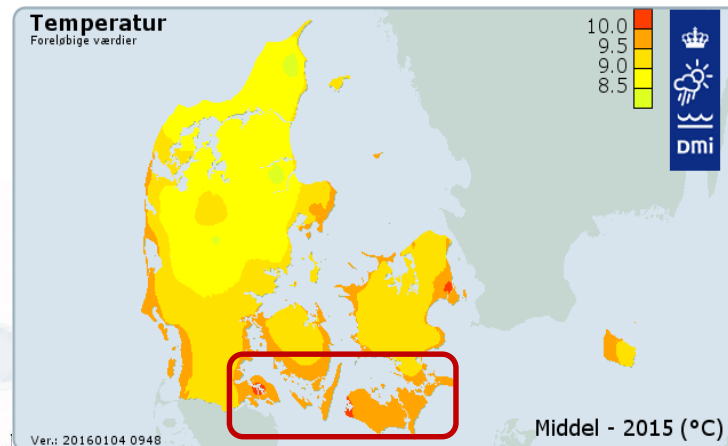 Temperatur
Foreløbige værdier
10.0
9.5
9.0
8.5
DMi
Ver.: 20160104 0948
Middel - 2015 (°C)